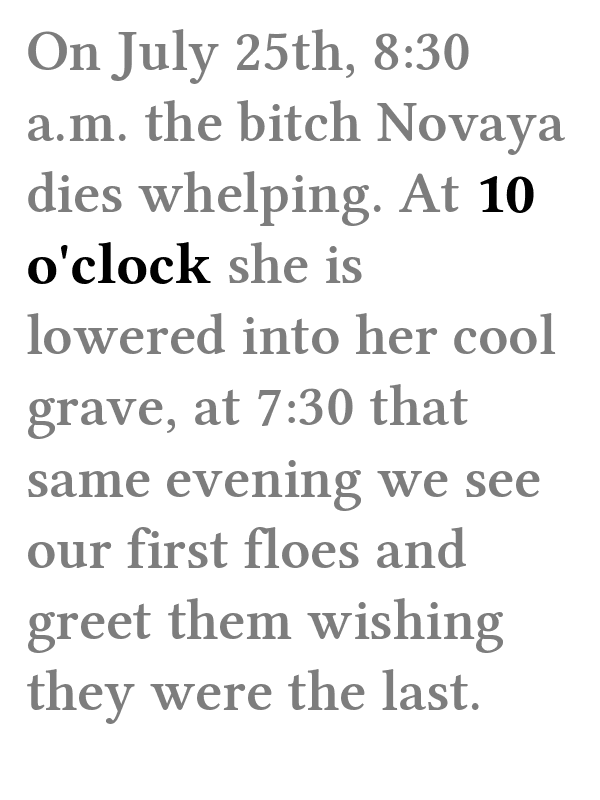 On July 25th, 8:30
a.m. the bitch Novaya
dies whelping. At 10
o'clock she is
lowered into her cool
grave, at 7:30 that
same evening we see
our first floes and
greet them wishing
they were the last.